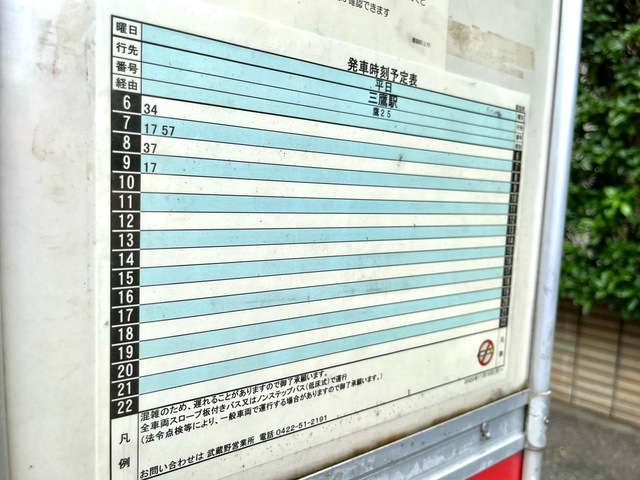 確認できます
発車時刻予定表
曜日 平日
行先 三鷹駅
番号 鷹25
経由
6 34
7 17 57
8 37
9 17
10
11
12
13
14
15
16
17
18
19
20
21
22
凡例
混雑のため、遅れることがありますので御了承願います。
全車両スロープ板付きバス又はノンステップバス(低床式)で運行
(法令点検等により、一般車両で運行する場合がありますので御了承願います。)
お問い合わせは 武蔵野営業所 電話 0422-51-2191